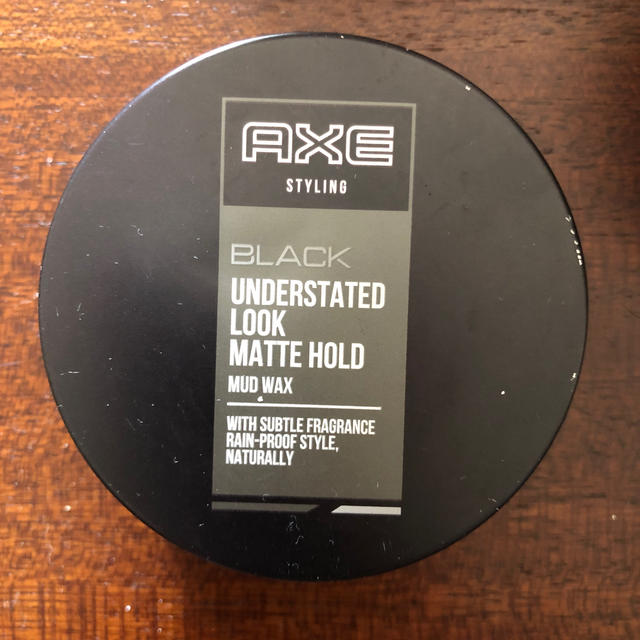 AXE
STYLING
BLACK
UNDERSTATED
LOOK
MATTE HOLD
MUD WAX
WITH SUBTLE FRAGRANCE
RAIN-PROOF STYLE,
NATURALLY